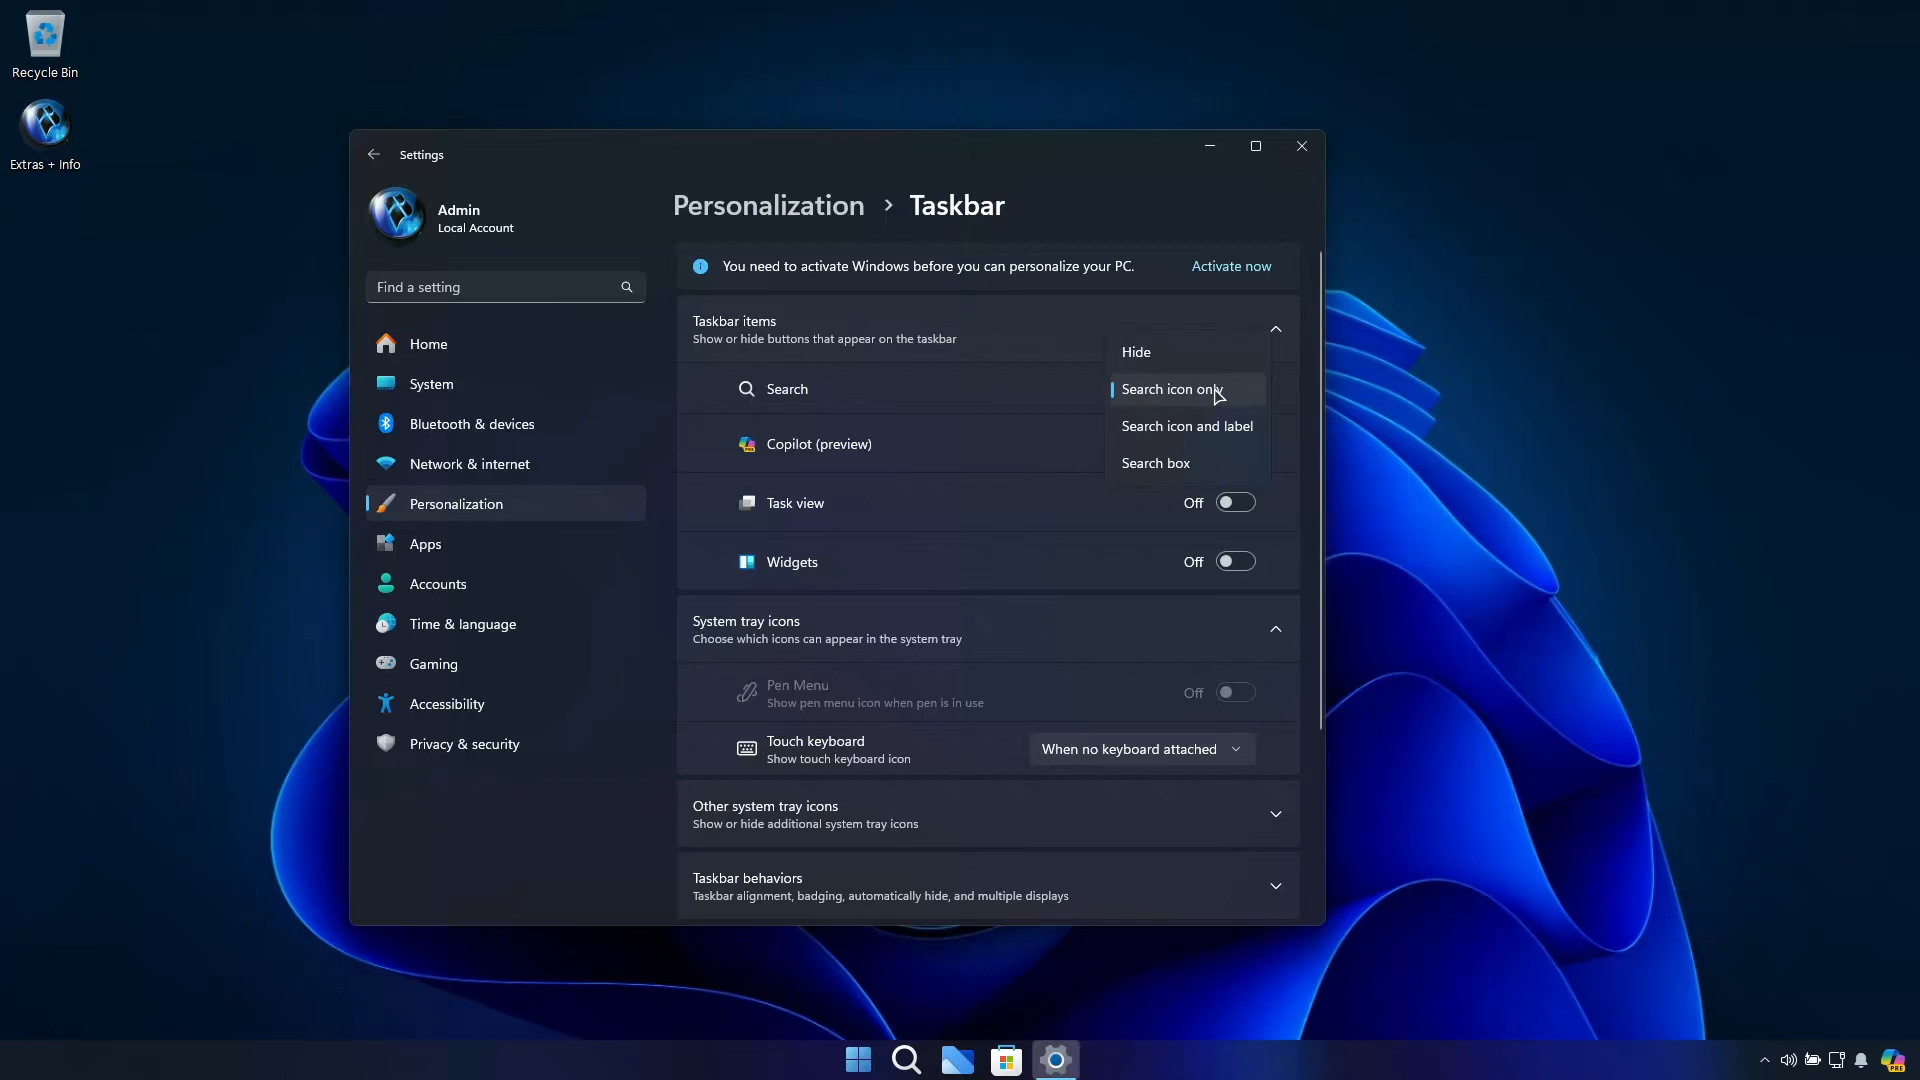 Recycle Bin
Extras + Info
Settings
Admin
Local Account
Find a setting
Home
System
Bluetooth & devices
Network & internet
Personalization
Apps
Accounts
Time & language
Gaming
Accessibility
Privacy & security
Personalization > Taskbar
You need to activate Windows before you can personalize your PC. Activate now
Taskbar items
Show or hide buttons that appear on the taskbar
Hide
Search
Search icon only
Search icon and label
Copilot (preview)
Search box
Task view Off
Widgets Off
System tray icons
Choose which icons can appear in the system tray
Pen Menu
Show pen menu icon when pen is in use
Off
Touch keyboard
Show touch keyboard icon
When no keyboard attached
Other system tray icons
Show or hide additional system tray icons
Taskbar behaviors
Taskbar alignment, badging, automatically hide, and multiple displays
PRE